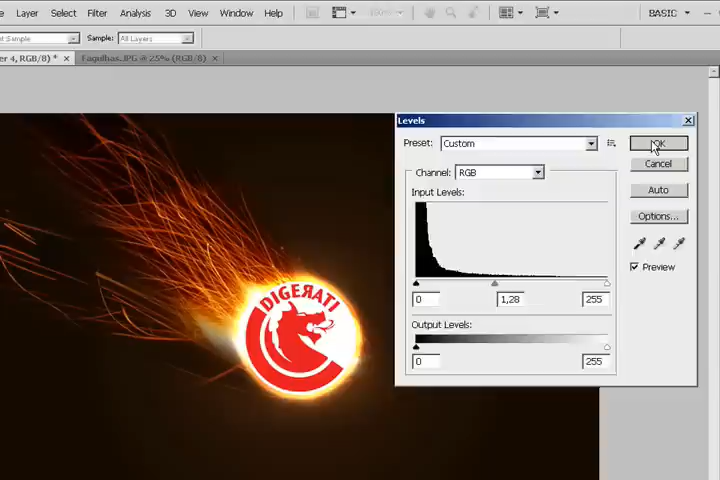 Layer Select Filter Analysis 3D View Window Help BASIC
Sample: All Layers
er 4, RGB/8) * × Fagulhas.JPG @ 25% (RGB/8) ×
Levels
Preset: Custom OK
Cancel
Channel: RGB
Auto
Input Levels:
Options...
Preview
0 1,28 255
Output Levels:
0 255
DIGERATI